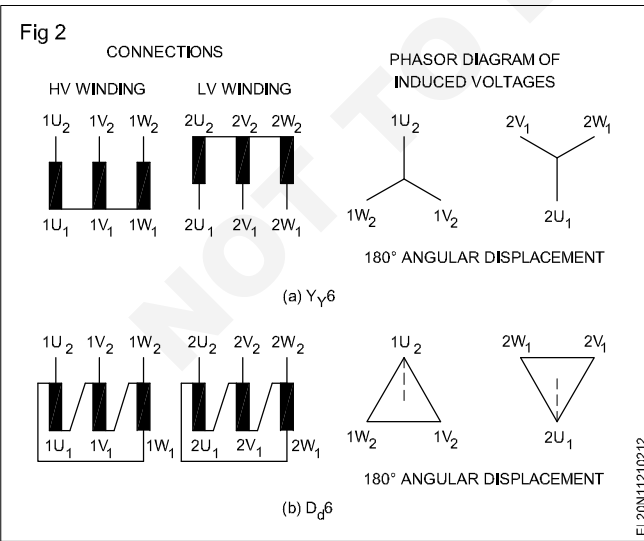 Fig 2
CONNECTIONS
HV WINDING LV WINDING
PHASOR DIAGRAM OF
INDUCED VOLTAGES
1U2 1V2 1W2 2U2 2V2 2W2
1U1 1V1 1W1 2U1 2V1 2W1
1U2
1W2 1V2
2V1 2W1
2U1
180° ANGULAR DISPLACEMENT
(a) YY6
1U2 1V2 1W2 2U2 2V2 2W2
1U1 1V1 1W1 2U1 2V1 2W1
1U2
1W2 1V2
2W1 2V1
2U1
180° ANGULAR DISPLACEMENT
(b) Dd6
EL20N11210212
NOT TO